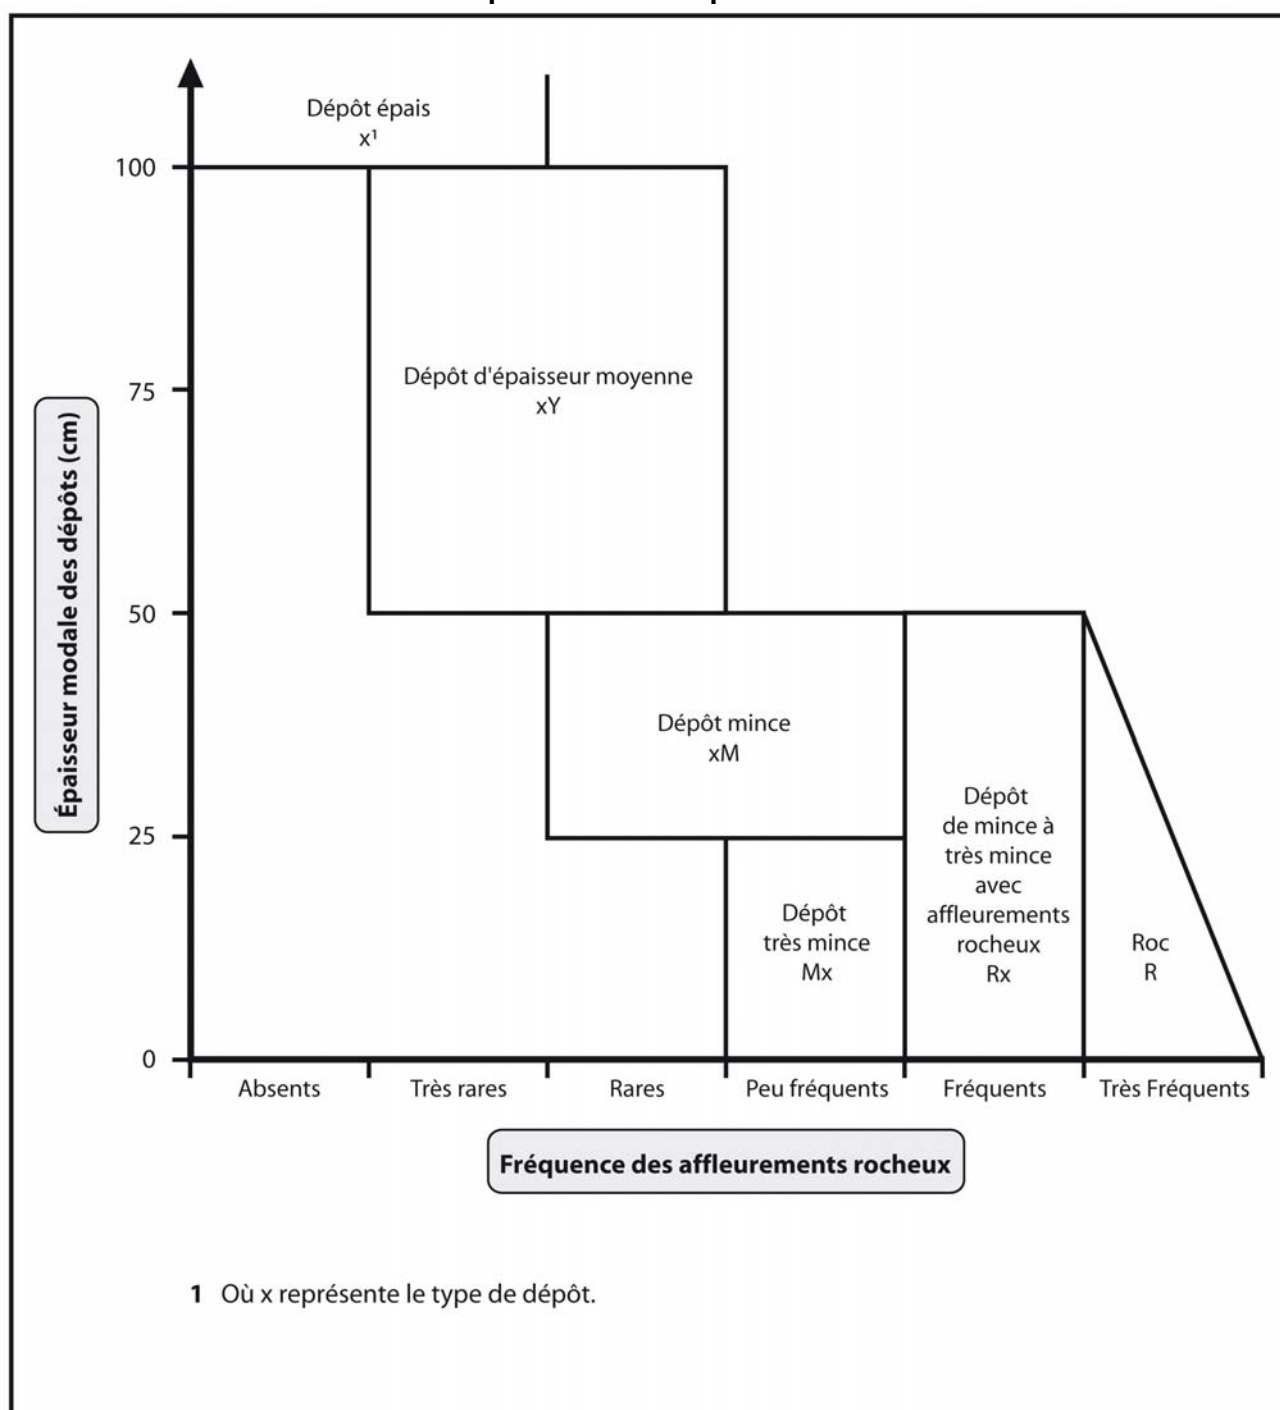 Dépôt épais
x¹
100
Dépôt d'épaisseur moyenne
xY
75
Épaisseur modale des dépôts (cm)
50
Dépôt mince
xM
25
Dépôt
très mince
Mx
Dépôt
de mince à
très mince
avec
affleurements
rocheux
Rx
Roc
R
0
Absents
Très rares
Rares
Peu fréquents
Fréquents
Très Fréquents
Fréquence des affleurements rocheux
1 Où x représente le type de dépôt.